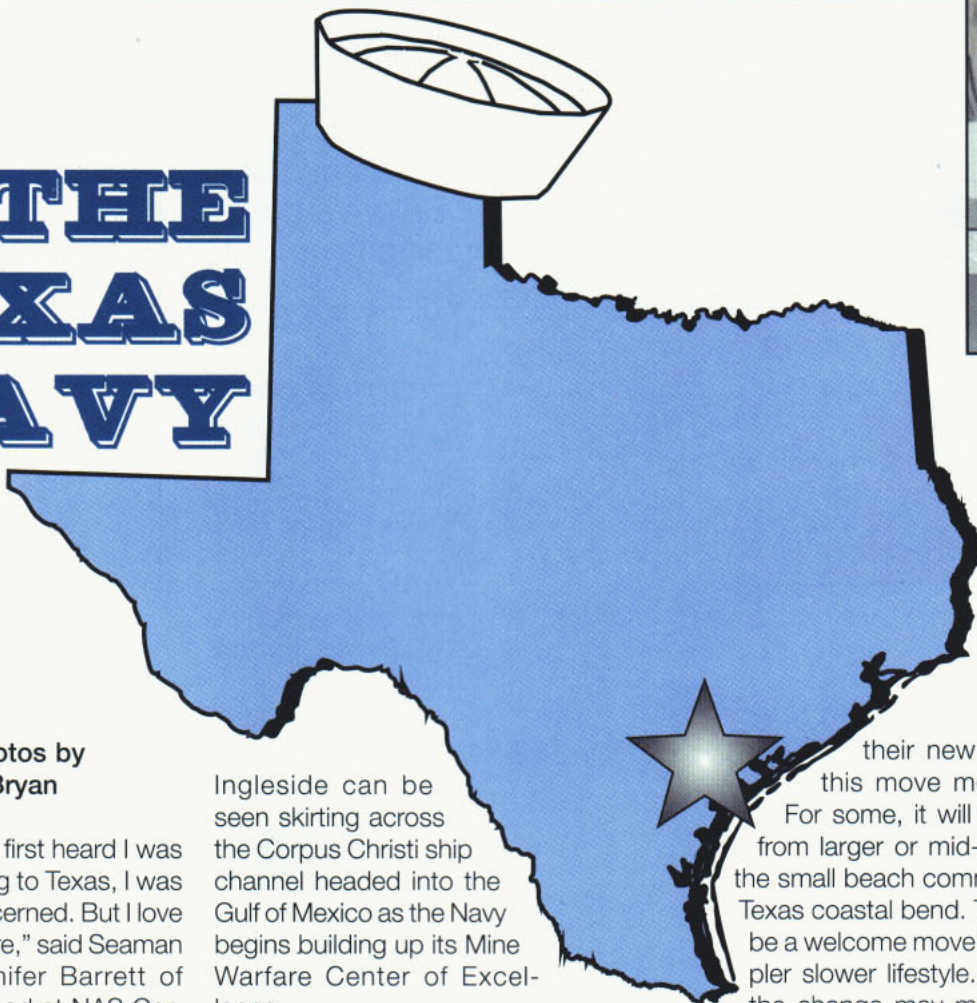 THE
XAS
AVY
otos by
Bryan
first heard I was
g to Texas, I was
cerned. But I love
re," said Seaman
nifer Barrett of
Ingleside can be
seen skirting across
the Corpus Christi ship
channel headed into the
Gulf of Mexico as the Navy
begins building up its Mine
Warfare Center of Excel-
their new
this move m
For some, it will
from larger or mid-
the small beach comm
Texas coastal bend.
be a welcome move
pler slower lifestyle.